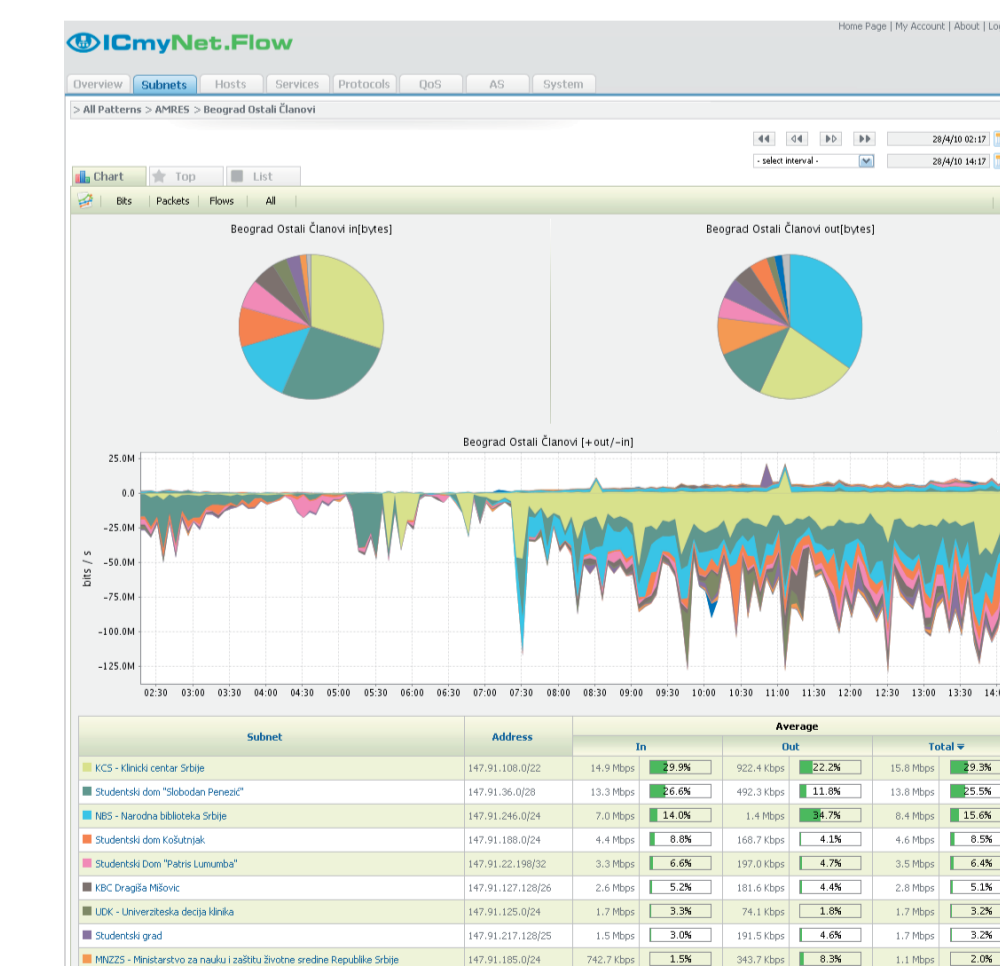 Home Page | My Account | About |
ICmyNet.Flow
Overview Subnets Hosts Services Protocols QoS AS System
> All Patterns > AMRES > Beograd Ostali Članovi
28/4/10 02:17
- select interval - 28/4/10 14:17
Chart Top List
Bits Packets Flows All
Beograd Ostali Članovi in[bytes] Beograd Ostali Članovi out[bytes]
Beograd Ostali Članovi [+out/-in]
25.0M
0.0
-25.0M
-50.0M
-75.0M
-100.0M
-125.0M
bits / s
02:30 03:00 03:30 04:00 04:30 05:00 05:30 06:00 06:30 07:00 07:30 08:00 08:30 09:00 09:30 10:00 10:30 11:00 11:30 12:00 12:30 13:00 13:30
Subnet Address Average
In Out Total
KCS - Klinicki centar Srbije 147.91.108.0/22 14.9 Mbps 29.9% 922.4 Kbps 22.2% 15.8 Mbps 29.3%
Studentski dom "Slobodan Penezić" 147.91.36.0/28 13.3 Mbps 26.6% 492.3 Kbps 11.8% 13.8 Mbps 25.5%
NBS - Narodna biblioteka Srbije 147.91.246.0/24 7.0 Mbps 14.0% 1.4 Mbps 34.7% 8.4 Mbps 15.6%
Studentski dom Košutnjak 147.91.188.0/24 4.4 Mbps 8.8% 168.7 Kbps 4.1% 4.6 Mbps 8.5%
Studentski Dom "Patris Lumumba" 147.91.22.198/32 3.3 Mbps 6.6% 197.0 Kbps 4.7% 3.5 Mbps 6.4%
KBC Dragiša Mišovic 147.91.127.128/26 2.6 Mbps 5.2% 181.6 Kbps 4.4% 2.8 Mbps 5.1%
UDK - Univerziteska decija klinika 147.91.125.0/24 1.7 Mbps 3.3% 74.1 Kbps 1.8% 1.7 Mbps 3.2%
Studentski grad 147.91.217.128/25 1.5 Mbps 3.0% 191.5 Kbps 4.6% 1.7 Mbps 3.2%
MNZZS - Ministarstvo za nauku i zaštitu životne sredine Republike Srbije 147.91.185.0/24 742.7 Kbps 1.5% 343.7 Kbps 8.3% 1.1 Mbps 2.0%